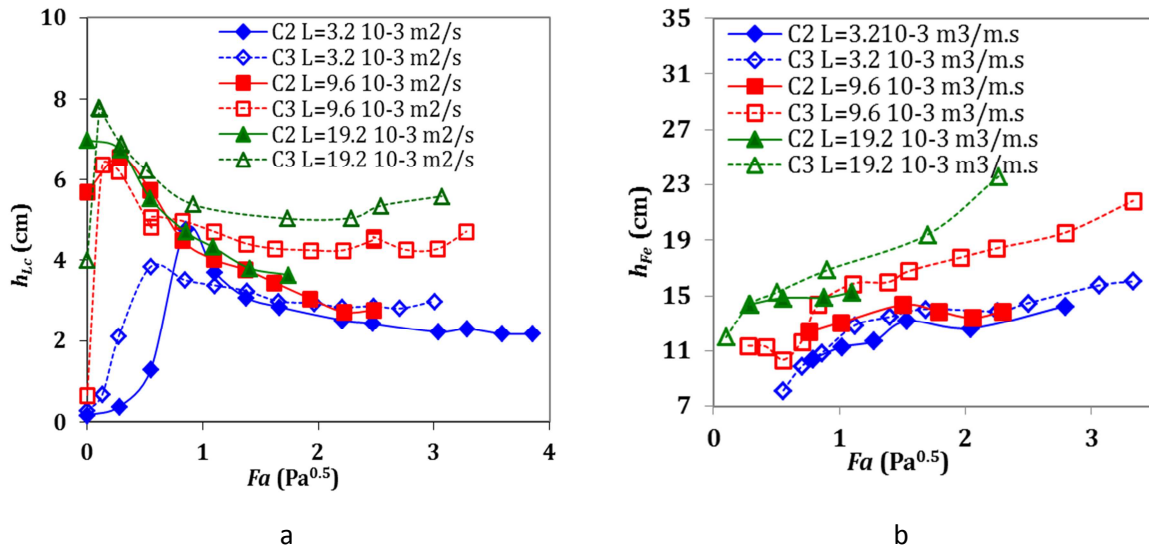 10
8
6
4
2
0
h_Lc (cm)
C2 L=3.2 10-3 m2/s
C3 L=3.2 10-3 m2/s
C2 L=9.6 10-3 m2/s
C3 L=9.6 10-3 m2/s
C2 L=19.2 10-3 m2/s
C3 L=19.2 10-3 m2/s
0 1 2 3 4
Fa (Pa^0.5)
a
35
31
27
23
19
15
11
7
h_Fe (cm)
C2 L=3.210-3 m3/m.s
C3 L=3.2 10-3 m3/m.s
C2 L=9.6 10-3 m3/m.s
C3 L=9.6 10-3 m3/m.s
C2 L=19.2 10-3 m3/m.s
C3 L=19.2 10-3 m3/m.s
0 1 2 3
Fa (Pa^0.5)
b